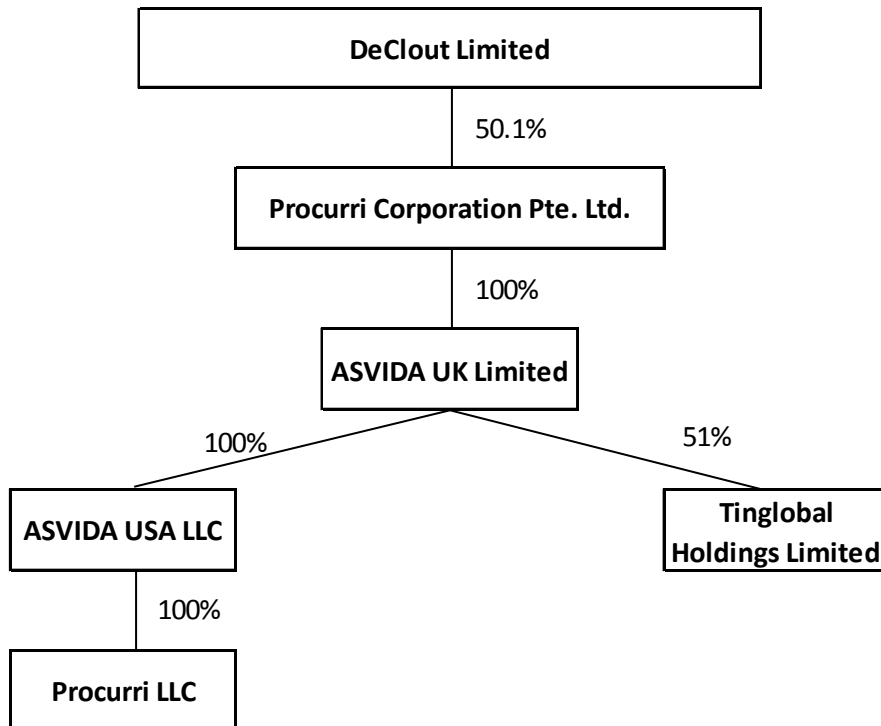 DeClout Limited
50.1%
Procurri Corporation Pte. Ltd.
100%
ASVIDA UK Limited
100%
51%
ASVIDA USA LLC
Tinglobal
Holdings Limited
100%
Procurri LLC